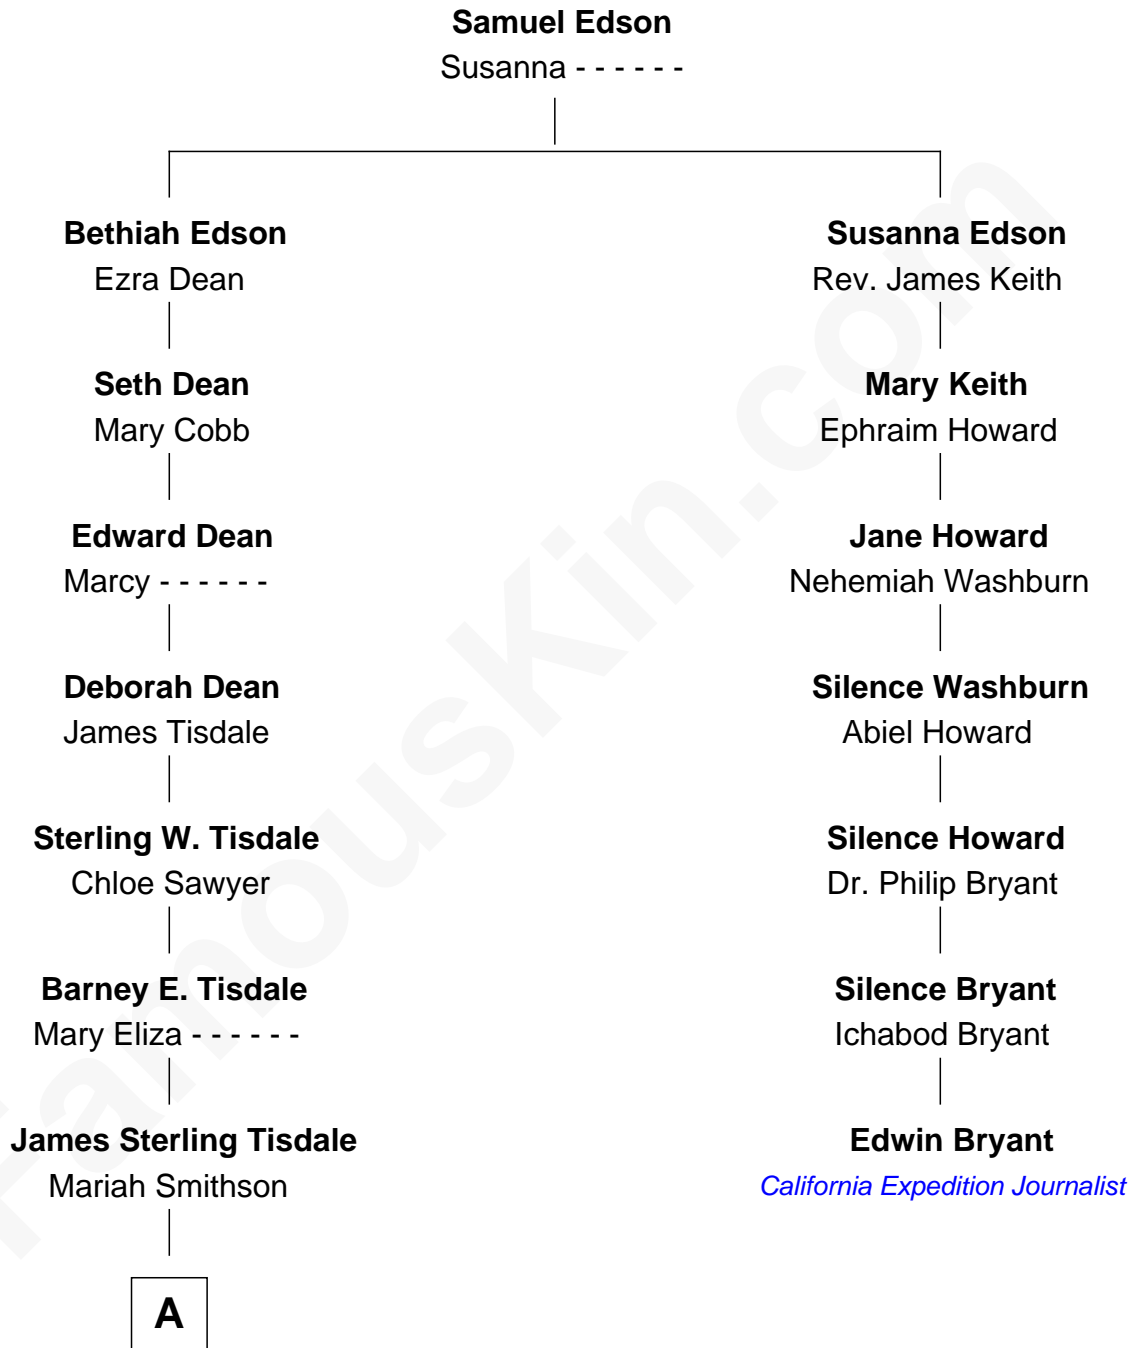 Samuel Edson
Susanna - - - - - -
Bethiah Edson
Ezra Dean
Seth Dean
Mary Cobb
Edward Dean
Marcy - - - - - -
Deborah Dean
James Tisdale
Sterling W. Tisdale
Chloe Sawyer
Barney E. Tisdale
Mary Eliza - - - - - -
James Sterling Tisdale
Mariah Smithson
A
Susanna Edson
Rev. James Keith
Mary Keith
Ephraim Howard
Jane Howard
Nehemiah Washburn
Silence Washburn
Abiel Howard
Silence Howard
Dr. Philip Bryant
Silence Bryant
Ichabod Bryant
Edwin Bryant
California Expedition Journalist
FamousKin.com